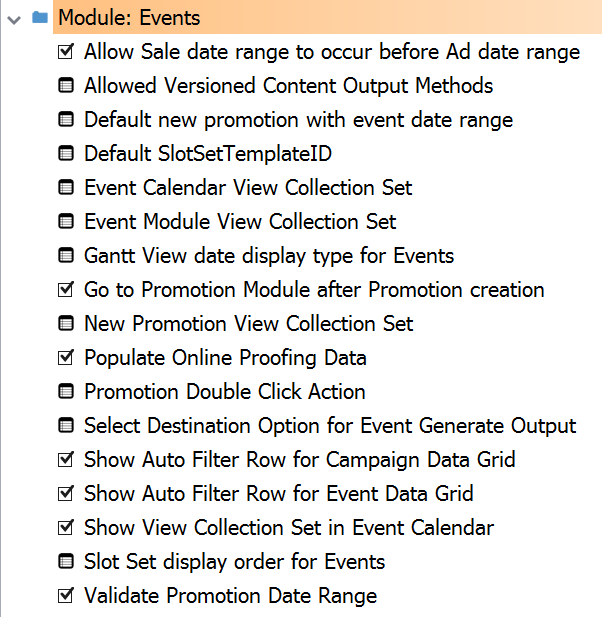 Module: Events
Allow Sale date range to occur before Ad date range
Allowed Versioned Content Output Methods
Default new promotion with event date range
Default SlotSetTemplateID
Event Calendar View Collection Set
Event Module View Collection Set
Gantt View date display type for Events
Go to Promotion Module after Promotion creation
New Promotion View Collection Set
Populate Online Proofing Data
Promotion Double Click Action
Select Destination Option for Event Generate Output
Show Auto Filter Row for Campaign Data Grid
Show Auto Filter Row for Event Data Grid
Show View Collection Set in Event Calendar
Slot Set display order for Events
Validate Promotion Date Range